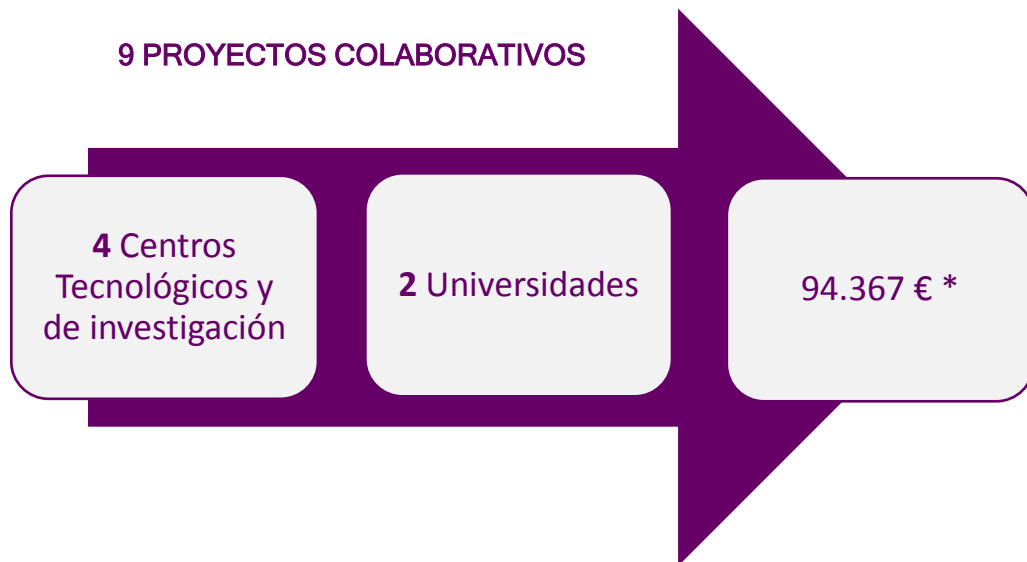 9 PROYECTOS COLABORATIVOS
4 Centros
Tecnológicos y
de investigación
2 Universidades
94.367 € *